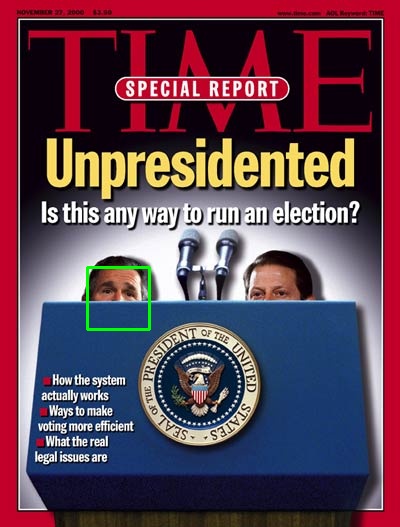 NOVEMBER 27, 2000 $3.50
www.time.com AOL Keyword: TIME
TIME
SPECIAL REPORT
Unpresidented
Is this any way to run an election?
SEAL OF THE PRESIDENT OF THE UNITED STATES
How the system
actually works
Ways to make
voting more efficient
What the real
legal issues are